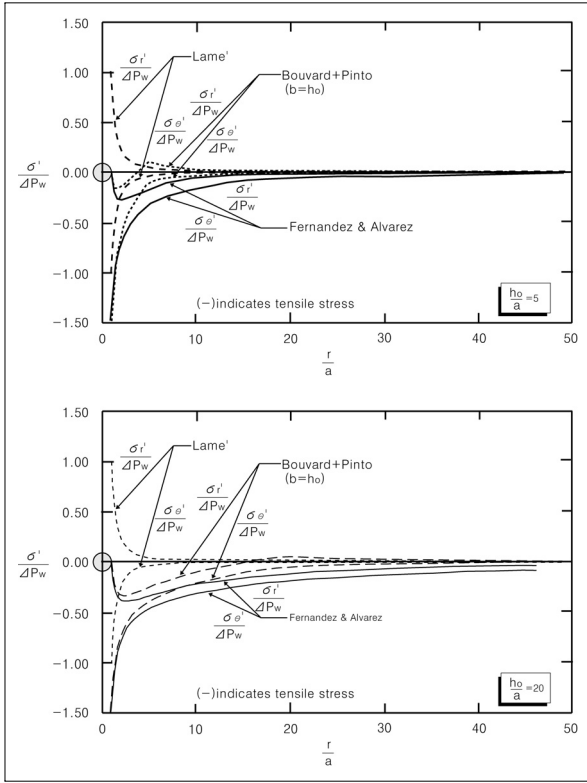 1.50
1.00
0.50
0.00
-0.50
-1.00
-1.50
σ'
ΔPw
σr'
ΔPw
Lame'
Bouvard+Pinto
(b=ho)
σr'
ΔPw
σθ'
ΔPw
σθ'
ΔPw
σr'
ΔPw
σθ'
ΔPw
Fernandez & Alvarez
(−)indicates tensile stress
ho
a
=5
0
10
20
30
40
50
r
a
1.50
1.00
0.50
0.00
-0.50
-1.00
-1.50
σ'
ΔPw
σr'
ΔPw
Lame'
Bouvard+Pinto
(b=ho)
σθ'
ΔPw
σr'
ΔPw
σθ'
ΔPw
σr'
ΔPw
σθ'
ΔPw
Fernandez & Alvarez
(−)indicates tensile stress
ho
a
=20
0
10
20
30
40
50
r
a